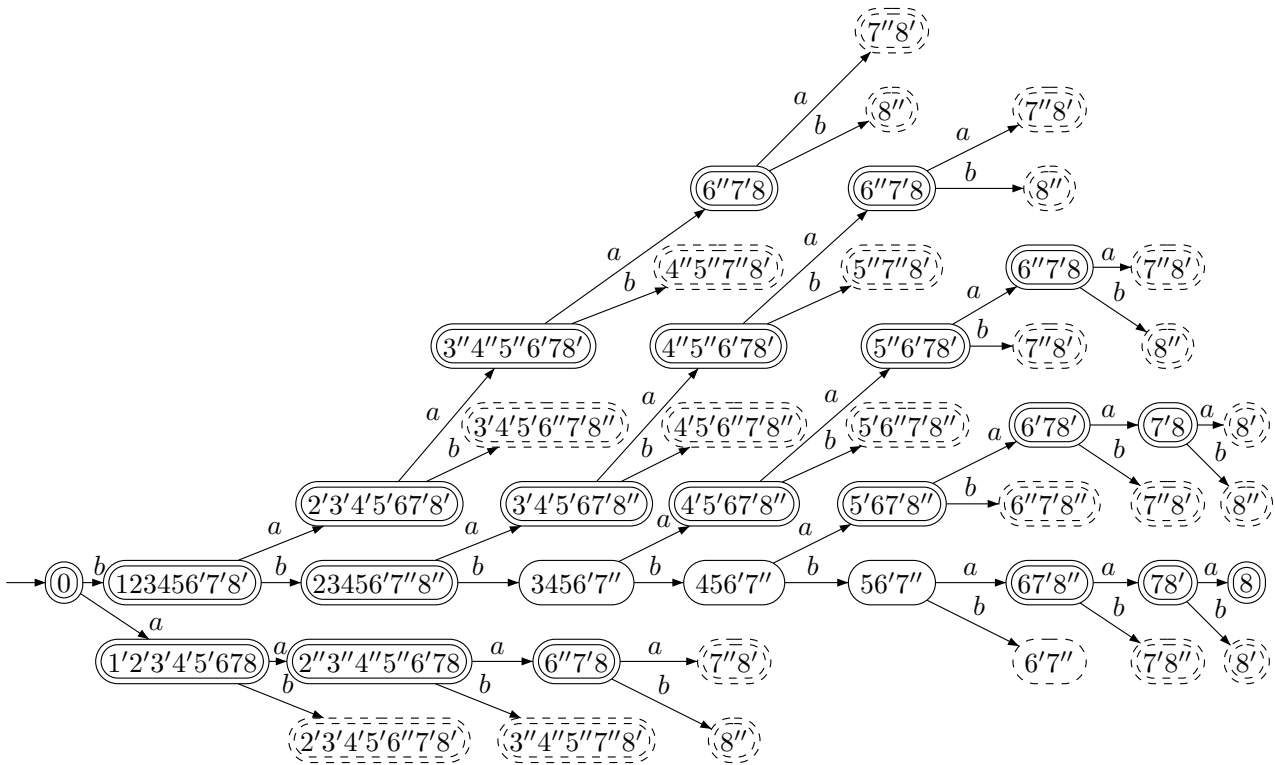 7″8′
a
b
8″
7″8′
a
6″7′8
6″7′8
b
8″
a
a
4″5″7″8′
b
5″7″8′
b
6″7′8
a
7″8′
a
b
3″4″5″6′78′
4″5″6′78′
5″6′78′
b
7″8′
8″
a
a
a
3′4′5′6″7′8″
b
4′5′6″7′8″
b
5′6″7′8″
b
6′78′
a
7′8
a
8′
a
b
b
2′3′4′5′67′8′
3′4′5′67′8″
4′5′67′8″
5′67′8″
b
6″7′8″
7″8′
8″
a
a
a
a
0
b
123456′7′8′
b
23456′7″8″
b
3456′7″
b
456′7″
b
56′7″
a
67′8″
a
78′
a
8
a
b
b
b
1′2′3′4′5′678
a
2″3″4″5″6′78
a
6″7′8
a
7″8′
6′7″
7′8″
8′
b
b
b
2′3′4′5′6″7′8′
3″4″5″7″8′
8″